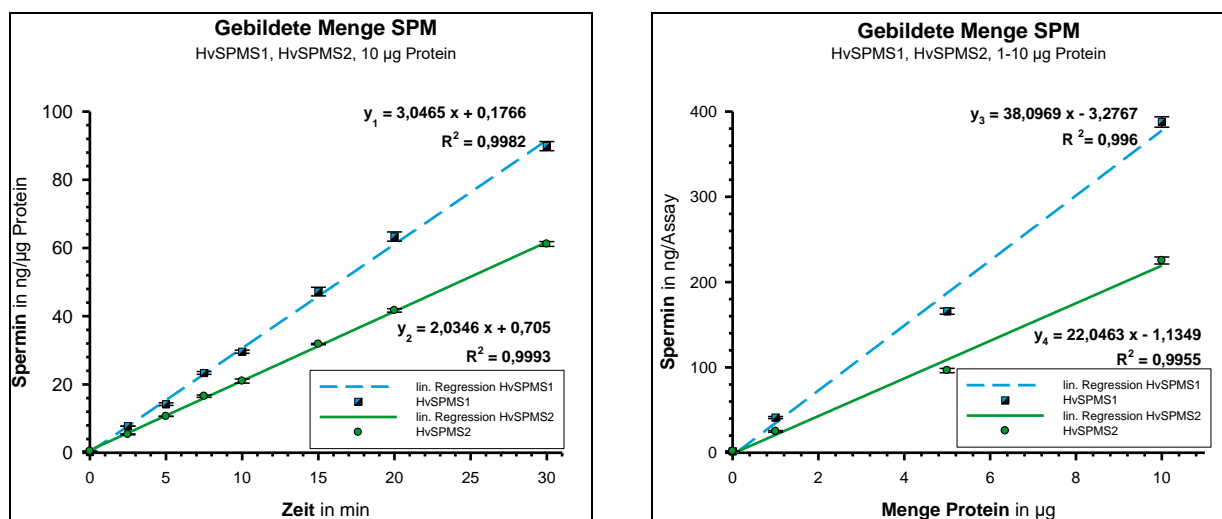 Gebildete Menge SPM
HvSPMS1, HvSPMS2, 10 µg Protein
y1 = 3,0465 x + 0,1766
R2 = 0,9982
Spermin in ng/µg Protein
100
80
60
40
20
0
y2 = 2,0346 x + 0,705
R2 = 0,9993
lin. Regression HvSPMS1
HvSPMS1
lin. Regression HvSPMS2
HvSPMS2
0 5 10 15 20 25 30
Zeit in min
Gebildete Menge SPM
HvSPMS1, HvSPMS2, 1-10 µg Protein
y3 = 38,0969 x - 3,2767
R2 = 0,996
Spermin in ng/Assay
400
300
200
100
0
y4 = 22,0463 x - 1,1349
R2 = 0,9955
lin. Regression HvSPMS1
HvSPMS1
lin. Regression HvSPMS2
HvSPMS2
0 2 4 6 8 10
Menge Protein in µg